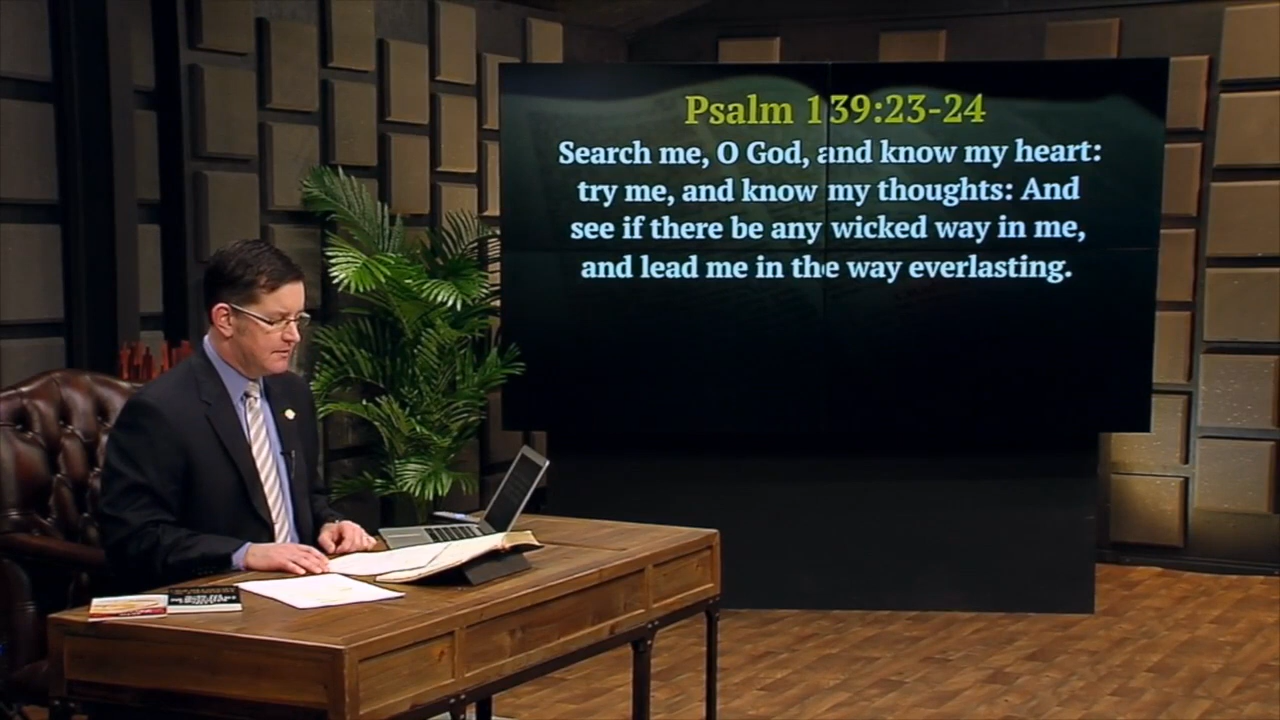 Psalm 139:23-24
Search me, O God, and know my heart:
try me, and know my thoughts: And
see if there be any wicked way in me,
and lead me in the way everlasting.